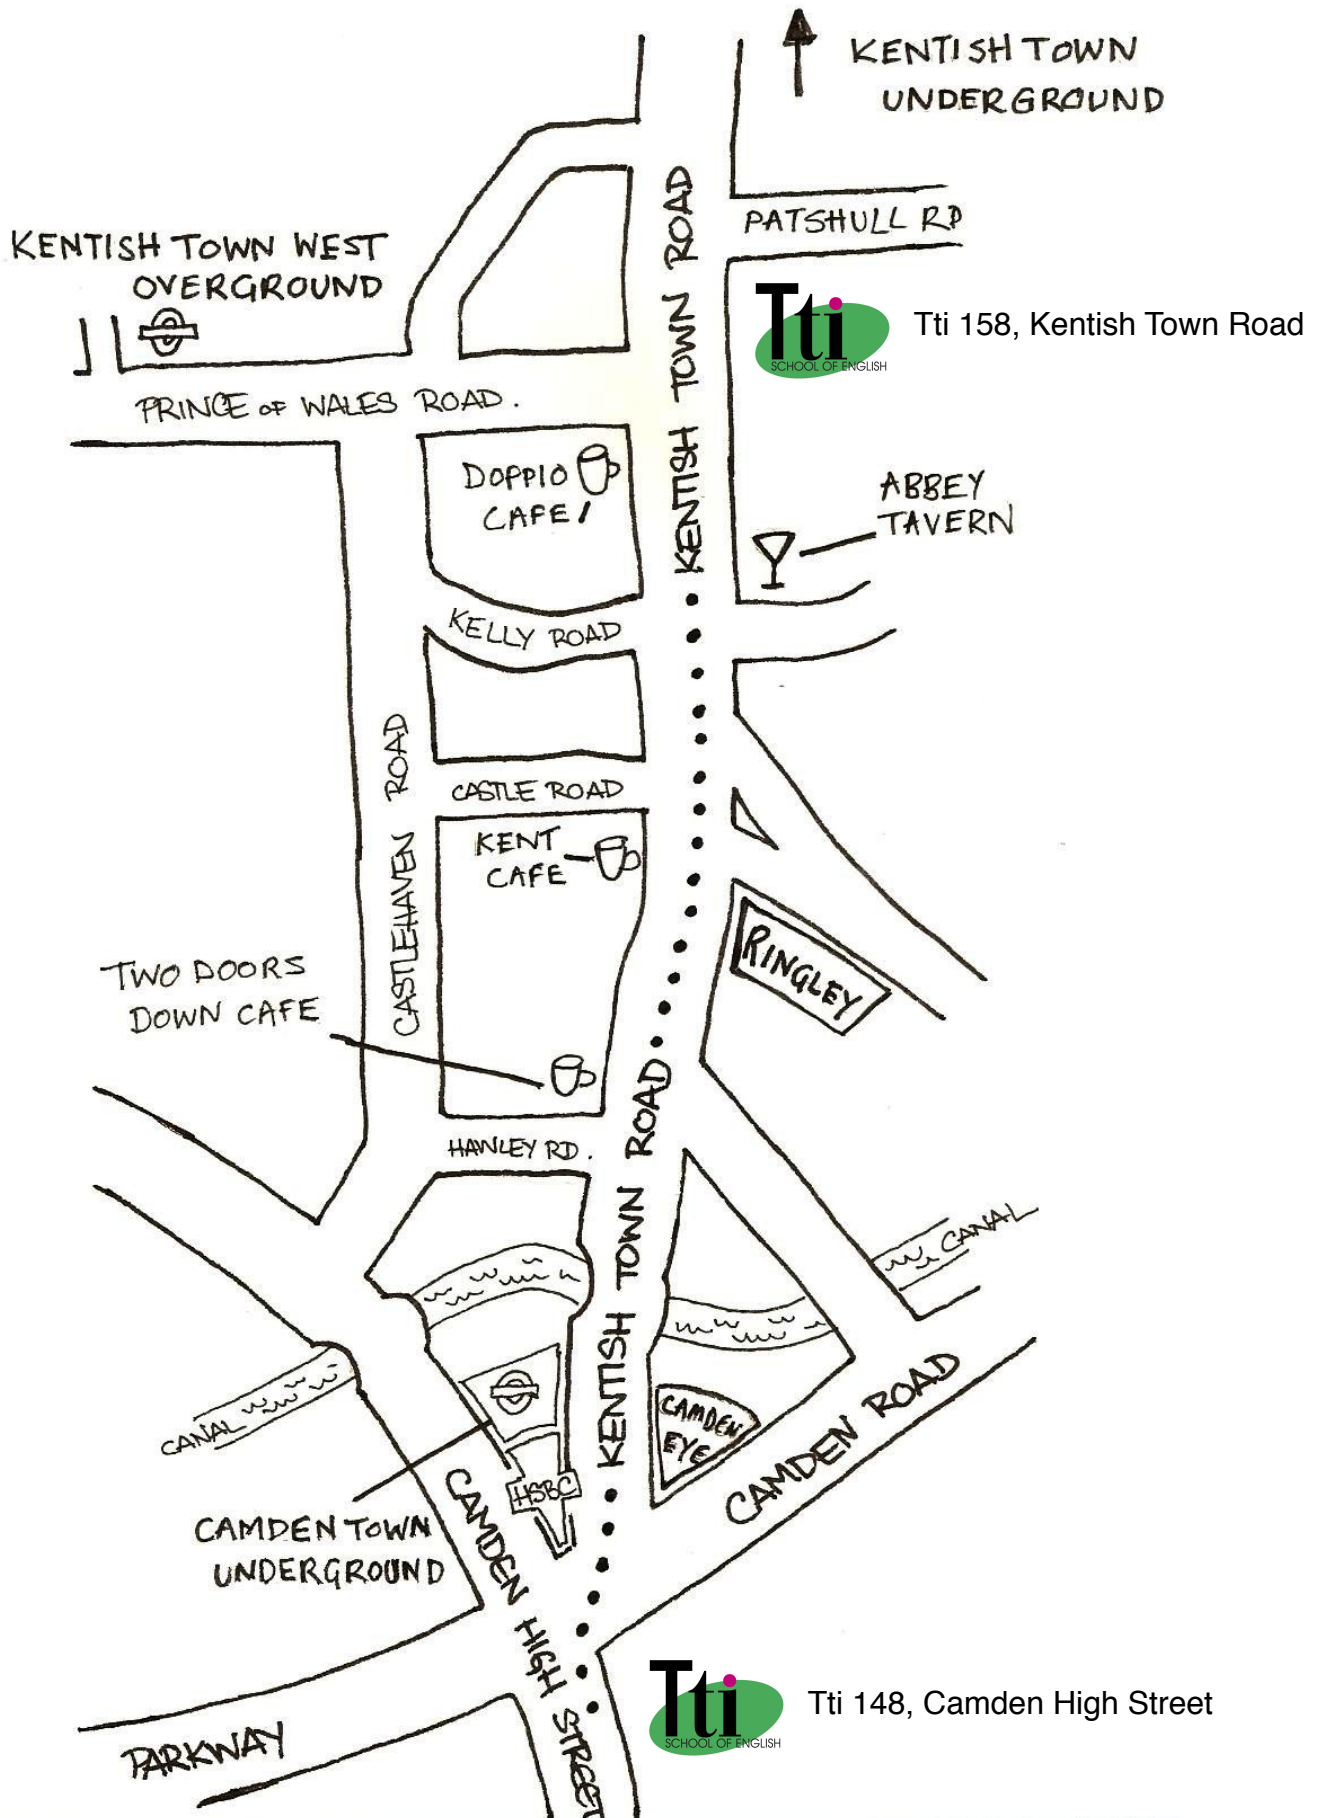 KENTISH TOWN
UNDERGROUND
PATSHULL RD
KENTISH TOWN WEST
OVERGROUND
Tti
SCHOOL OF ENGLISH
Tti 158, Kentish Town Road
KENTISH TOWN ROAD
PRINCE OF WALES ROAD.
DOPPIO
CAFE
ABBEY
TAVERN
KELLY ROAD
CASTLEHAVEN ROAD
CASTLE ROAD
KENT
CAFE
RINGLEY
TWO DOORS
DOWN CAFE
HAWLEY RD.
KENTISH TOWN ROAD
CANAL
CANAL
CAMDEN
EYE
CAMDEN ROAD
HSBC
CAMDEN TOWN
UNDERGROUND
CAMDEN HIGH STREET
Tti
SCHOOL OF ENGLISH
Tti 148, Camden High Street
PARKWAY